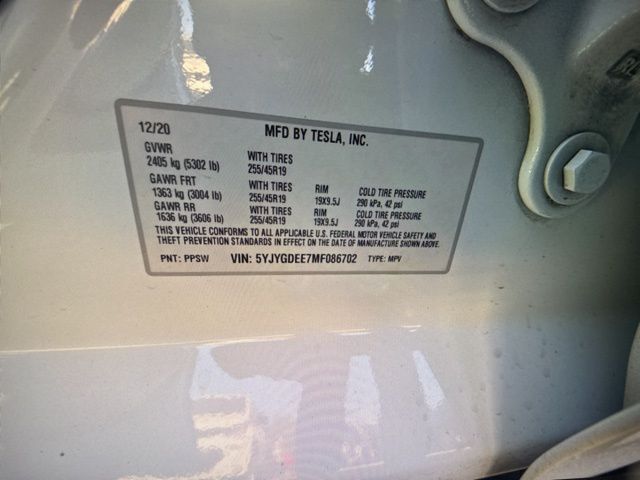 12/20 MFD BY TESLA, INC.
GVWR
2405 kg (5302 lb) WITH TIRES 255/45R19
GAWR FRT
1363 kg (3004 lb) WITH TIRES 255/45R19 RIM 19X9.5J COLD TIRE PRESSURE 290 kPa, 42 psi
GAWR RR
1636 kg (3606 lb) WITH TIRES 255/45R19 RIM 19X9.5J COLD TIRE PRESSURE 290 kPa, 42 psi
THIS VEHICLE CONFORMS TO ALL APPLICABLE U.S. FEDERAL MOTOR VEHICLE SAFETY AND
THEFT PREVENTION STANDARDS IN EFFECT ON THE DATE OF MANUFACTURE SHOWN ABOVE.
PNT: PPSW VIN: 5YJYGDEE7MF086702 TYPE: MPV